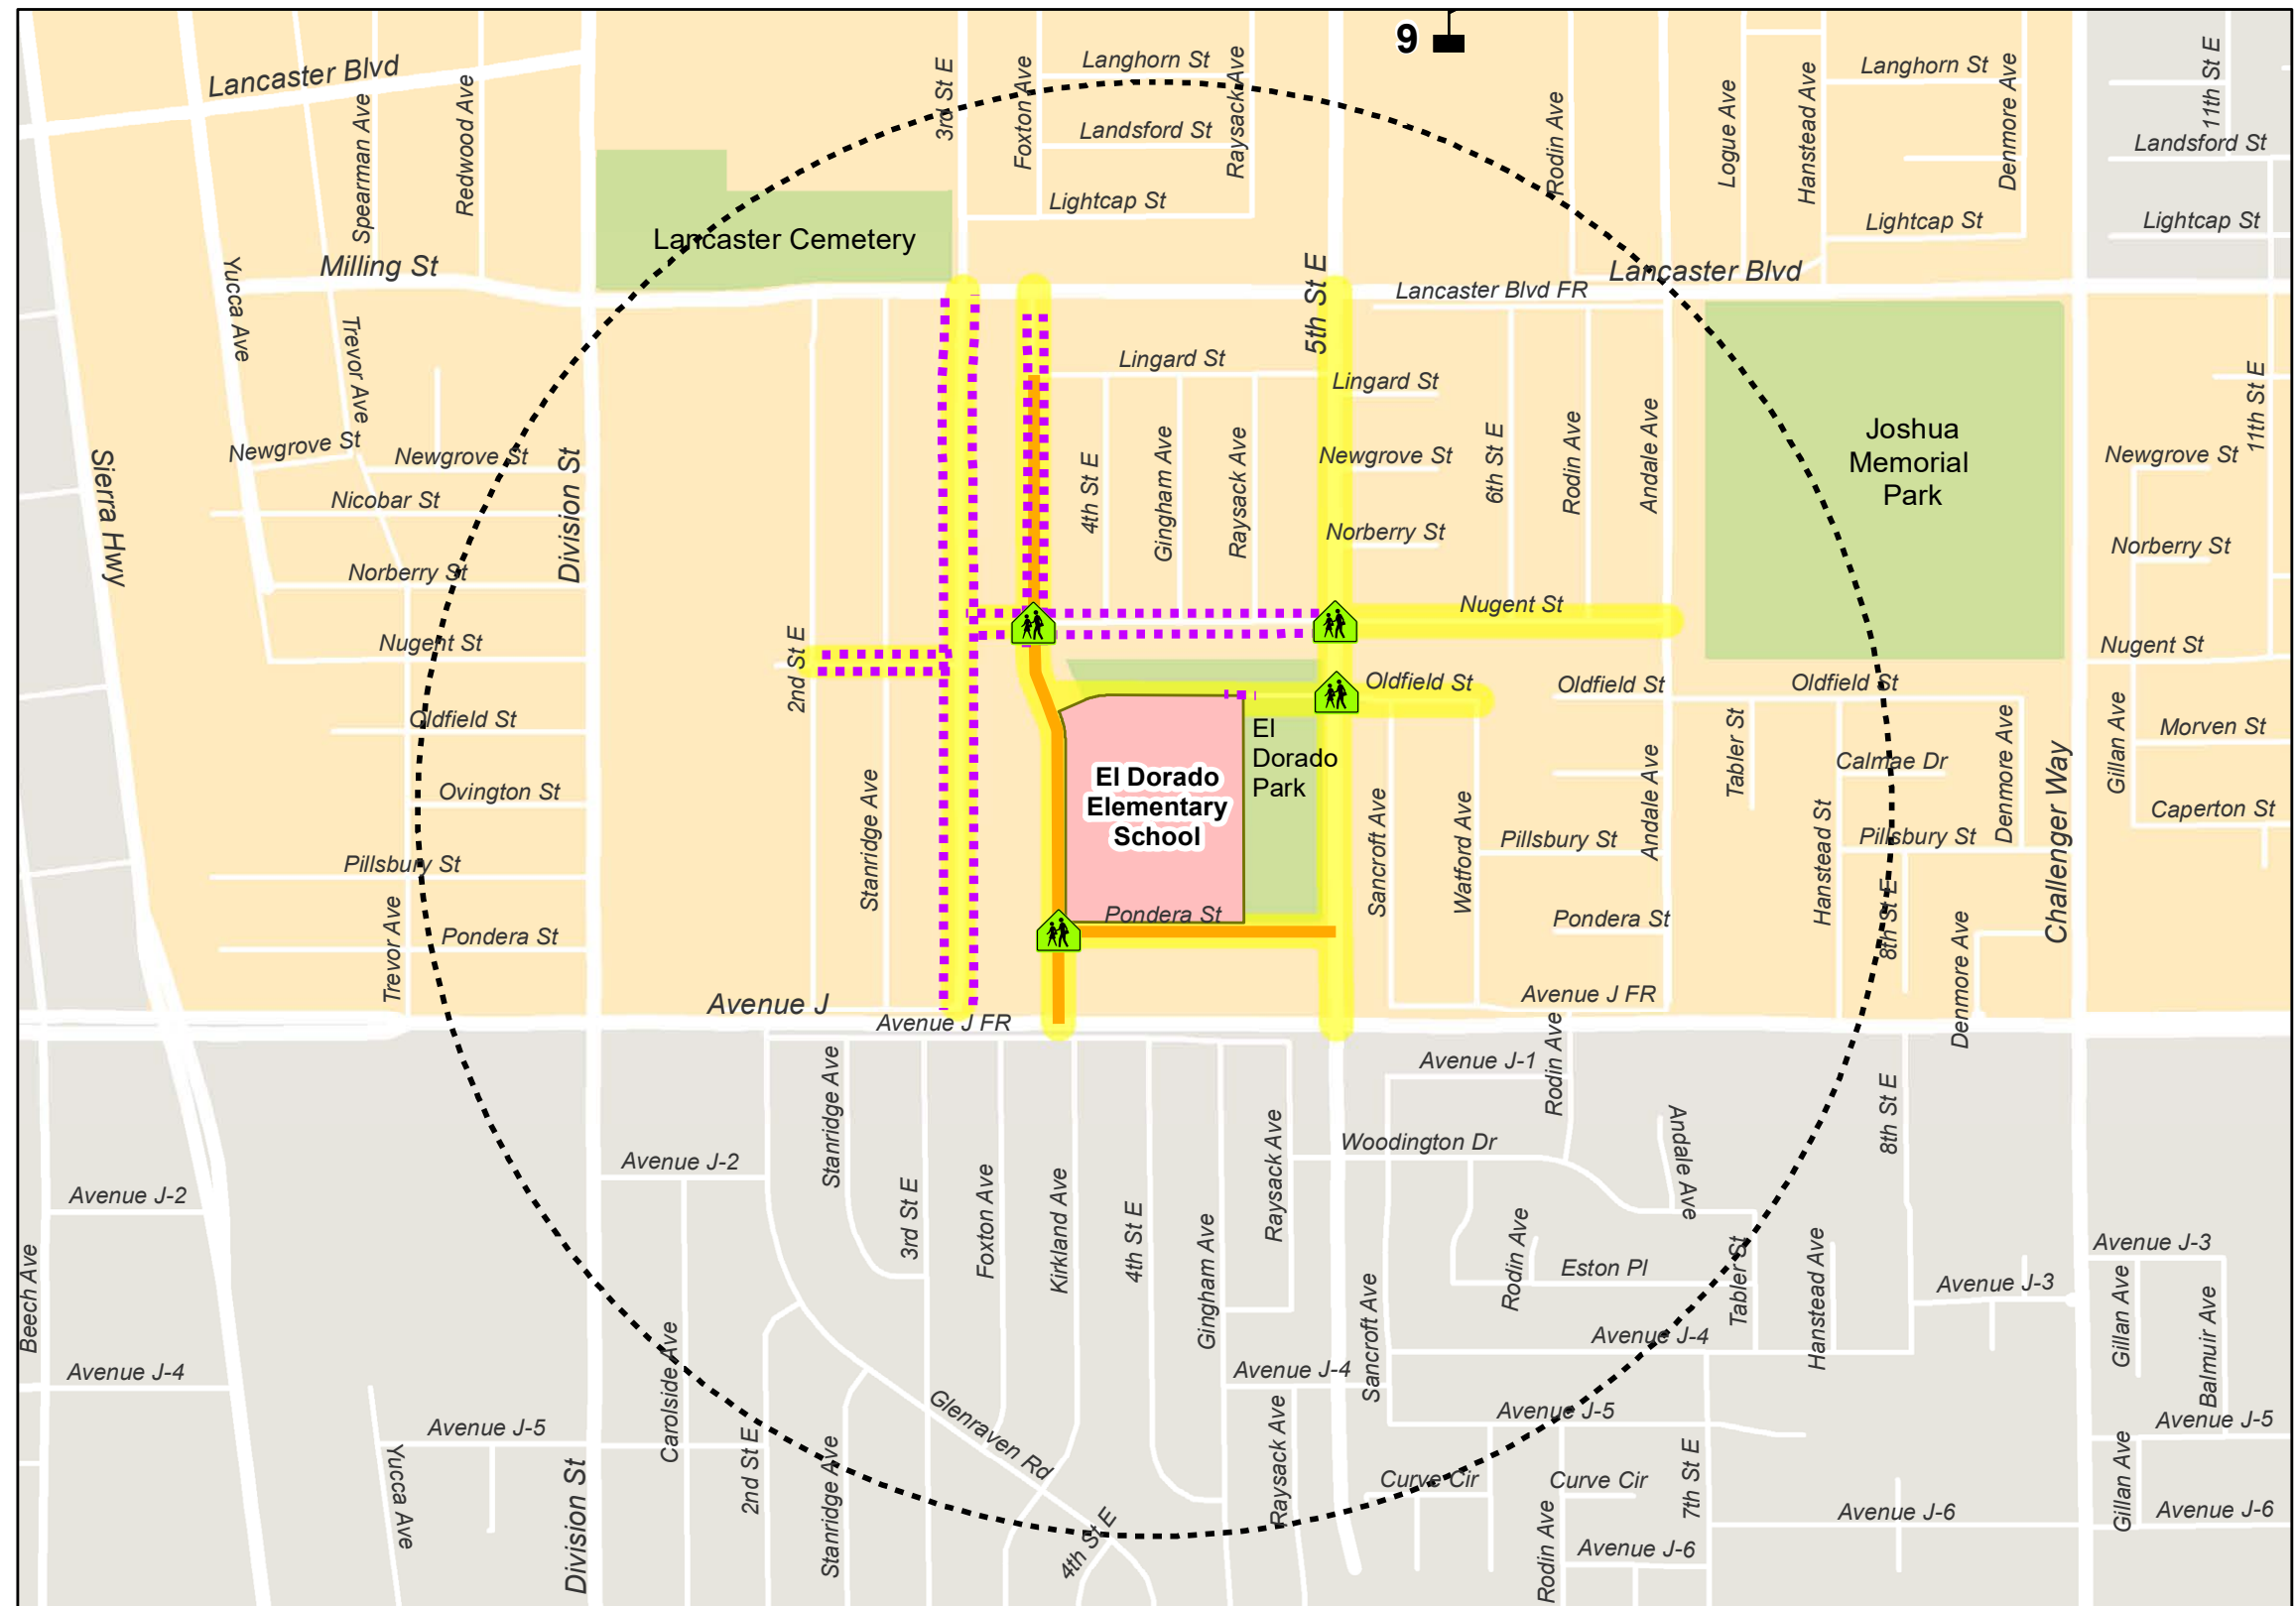 9
Lancaster Blvd
Spearman Ave
Redwood Ave
3rd St E
Foxton Ave
Langhorn St
Raysack Ave
Landsford St
Lightcap St
Rodin Ave
Logue Ave
Hanstead Ave
Langhorn St
Denmore Ave
Lightcap St
11th St E
Landsford St
Lightcap St
Lancaster Cemetery
Milling St
Yucca Ave
Trevor Ave
5th St E
Lancaster Blvd
Lancaster Blvd FR
Lingard St
Lingard St
Joshua
Memorial
Park
11th St E
Sierra Hwy
Newgrove St
Newgrove St
Nicobar St
Division St
Norberry St
Nugent St
4th St E
Gingham Ave
Raysack Ave
Newgrove St
Norberry St
6th St E
Rodin Ave
Andale Ave
Nugent St
Newgrove St
Norberry St
Nugent St
2nd St E
Oldfield St
Oldfield St
Oldfield St
Oldfield St
Ovington St
Pillsbury St
Pondera St
Trevor Ave
Stanridge Ave
El Dorado
Elementary
School
El
Dorado
Park
Pondera St
Sancroft Ave
Watford Ave
Pillsbury St
Pondera St
Andale Ave
Tabler St
Calmae Dr
Hanstead St
Pillsbury St
Denmore Ave
8th St E
Denmore Ave
Challenger Way
Gillan Ave
Morven St
Caperton St
Avenue J
Avenue J FR
Avenue J FR
Stanridge Ave
Avenue J-2
Avenue J-2
3rd St E
Foxton Ave
Kirkland Ave
4th St E
Gingham Ave
Raysack Ave
Avenue J-1
Rodin Ave
Woodington Dr
Andale Ave
8th St E
Rodin Ave
Eston Pl
Tabler St
Hanstead Ave
Avenue J-3
Avenue J-3
Gillan Ave
Balmuir Ave
Beech Ave
Avenue J-4
Carolside Ave
Avenue J-4
Sancroft Ave
Avenue J-4
Avenue J-5
Yucca Ave
Division St
2nd St E
Stanridge Ave
Glenraven Rd
4th St E
Raysack Ave
Avenue J-5
Curve Cir
Curve Cir
Rodin Ave
Avenue J-6
7th St E
Avenue J-6
Avenue J-5
Gillan Ave
Avenue J-6